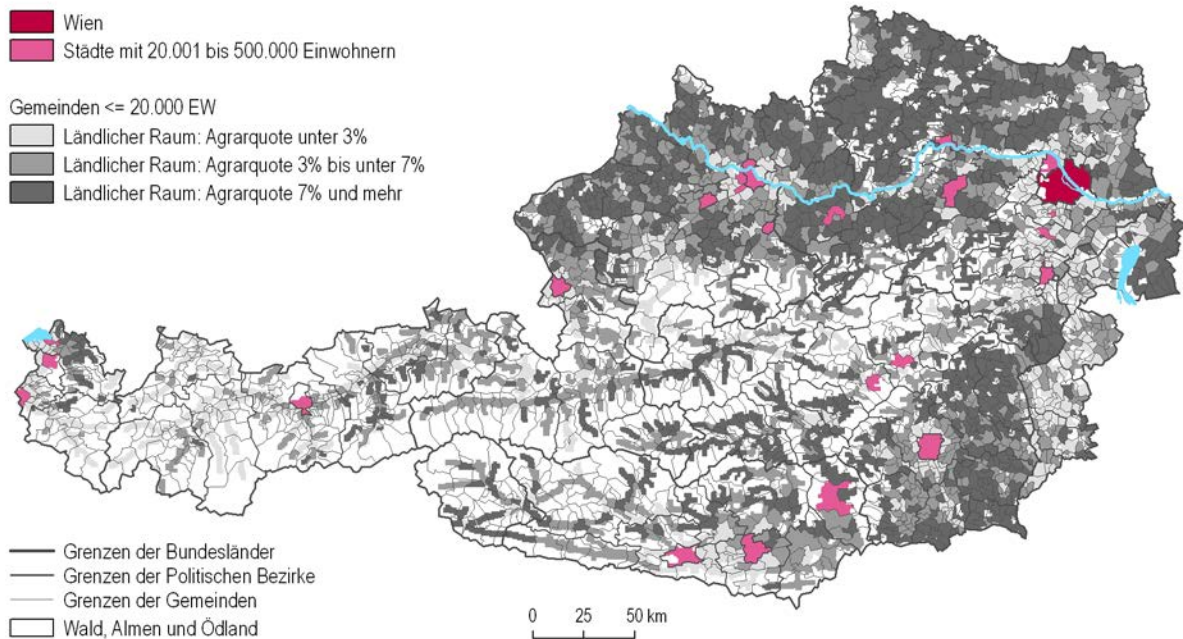 Wien
Städte mit 20.001 bis 500.000 Einwohnern
Gemeinden <= 20.000 EW
Ländlicher Raum: Agrarquote unter 3%
Ländlicher Raum: Agrarquote 3% bis unter 7%
Ländlicher Raum: Agrarquote 7% und mehr
Grenzen der Bundesländer
Grenzen der Politischen Bezirke
Grenzen der Gemeinden
Wald, Almen und Ödland
0 25 50 km